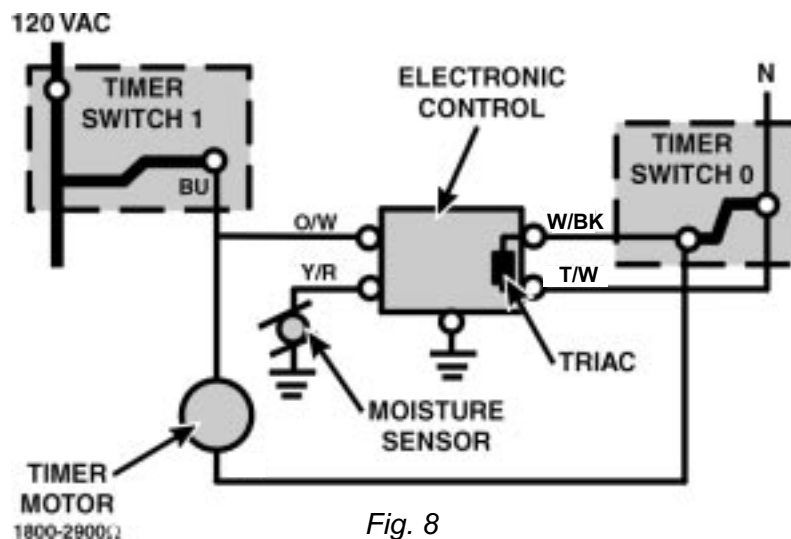 120 VAC
TIMER
SWITCH 1
BU
ELECTRONIC
CONTROL
N
TIMER
SWITCH 0
O/W
W/BK
Y/R
T/W
TRIAC
MOISTURE
SENSOR
TIMER
MOTOR
1800-2900Ω
Fig. 8